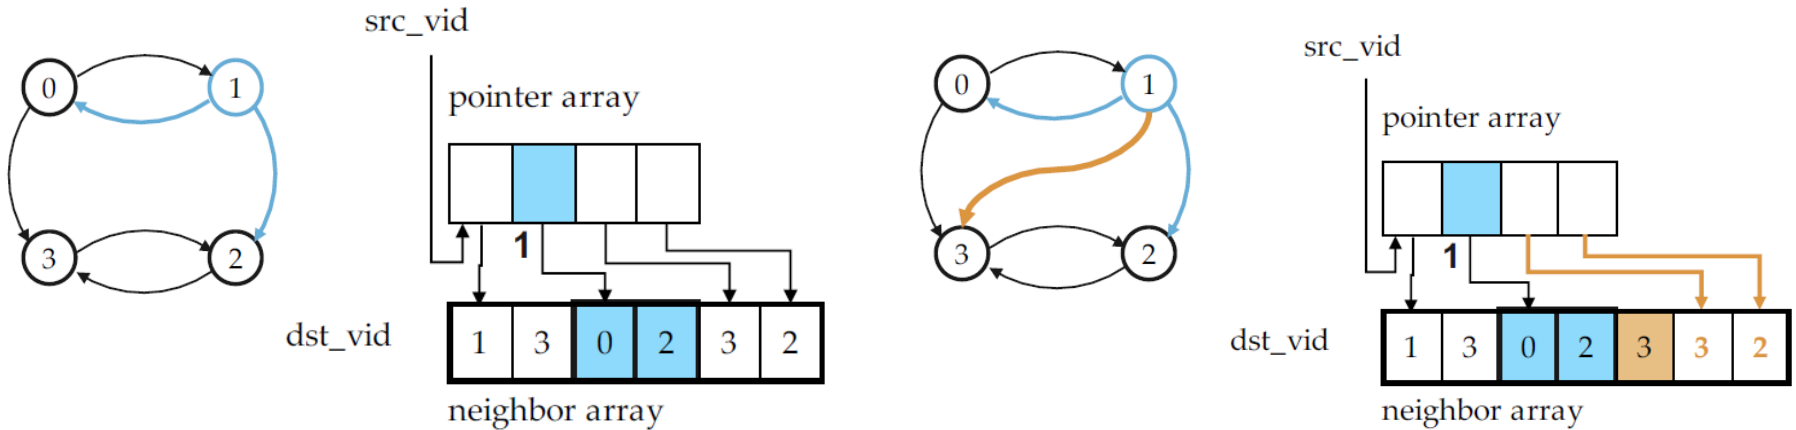 src_vid
0 1
pointer array
3 2
1
dst_vid 1 3 0 2 3 2
neighbor array
src_vid
0 1
pointer array
3 2
1
dst_vid 1 3 0 2 3 3 2
neighbor array